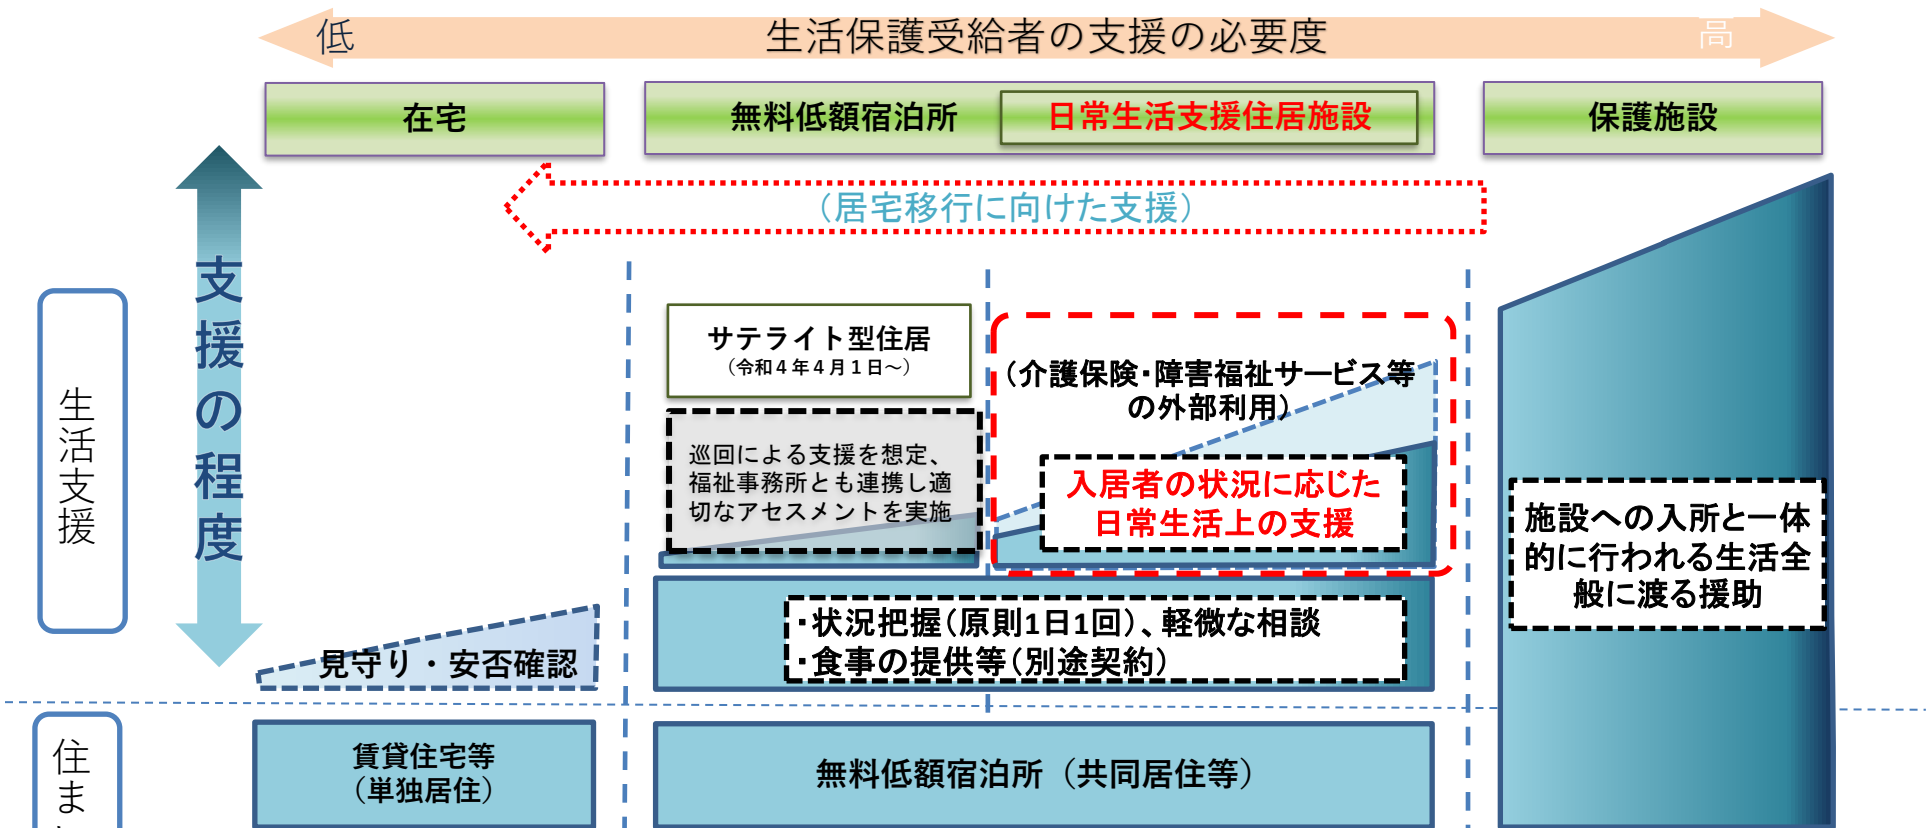 低
生活保護受給者の支援の必要度
高
在宅
無料低額宿泊所
日常生活支援住居施設
保護施設
（居宅移行に向けた支援）
支援の程度
生活支援
サテライト型住居
（令和４年４月１日～）
巡回による支援を想定、
福祉事務所とも連携し適
切なアセスメントを実施
（介護保険・障害福祉サービス等
の外部利用）
入居者の状況に応じた
日常生活上の支援
施設への入所と一体
的に行われる生活全
般に渡る援助
・状況把握（原則1日1回）、軽微な相談
・食事の提供等（別途契約）
見守り・安否確認
住ま
賃貸住宅等
（単独居住）
無料低額宿泊所（共同居住等）